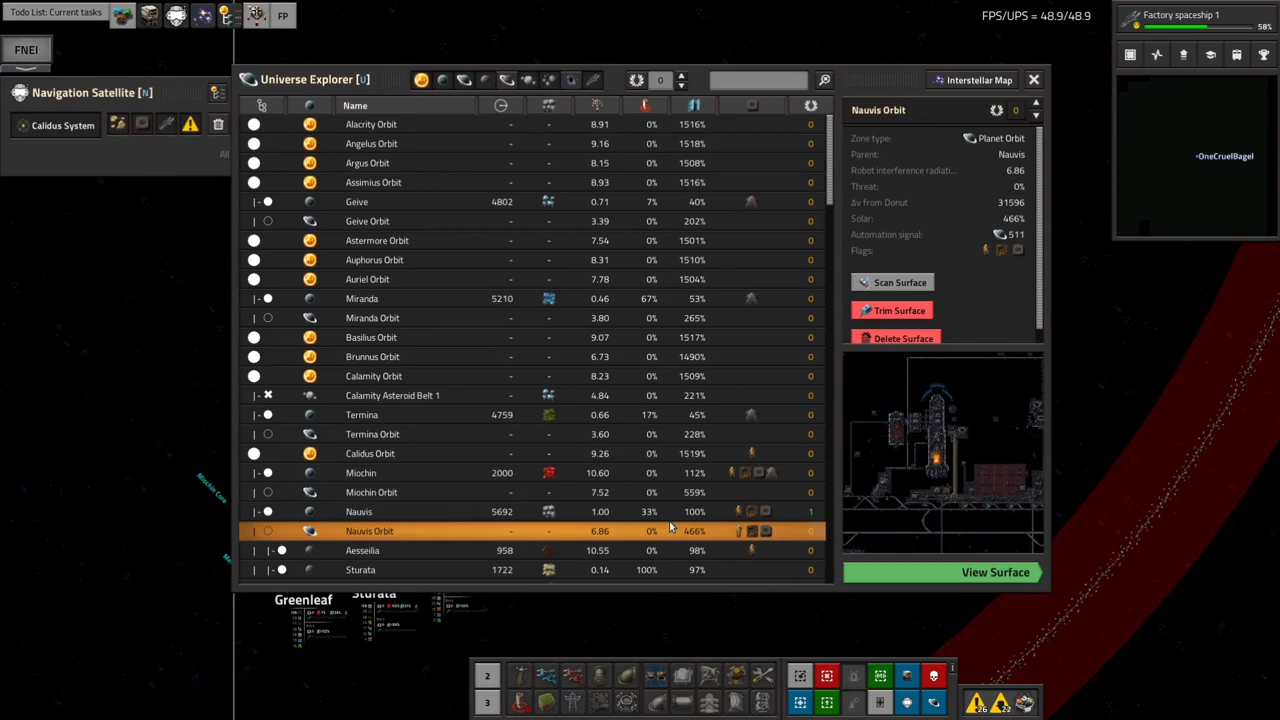 Todo List: Current tasks
FP
FPS/UPS = 48.9/48.9
Factory spaceship 1
58%
FNEI
Navigation Satellite [N]
Calidus System
All
Universe Explorer [U]
0
Interstellar Map
Name
Alacrity Orbit - - 8.91 0% 1516% 0
Angelus Orbit - - 9.16 0% 1518% 0
Argus Orbit - - 8.15 0% 1508% 0
Assimius Orbit - - 8.93 0% 1516% 0
|- Geive 4802 0.71 7% 40% 0
| Geive Orbit - - 3.39 0% 202% 0
Astermore Orbit - - 7.54 0% 1501% 0
Auphorus Orbit - - 8.31 0% 1510% 0
Auriel Orbit - - 7.78 0% 1504% 0
|- Miranda 5210 0.46 67% 53% 0
| Miranda Orbit - - 3.80 0% 265% 0
Basilius Orbit - - 9.07 0% 1517% 0
Brunnus Orbit - - 6.73 0% 1490% 0
Calamity Orbit - - 8.23 0% 1509% 0
|- Calamity Asteroid Belt 1 - 4.84 0% 221% 0
|- Termina 4759 0.66 17% 45% 0
| Termina Orbit - - 3.60 0% 228% 0
Calidus Orbit - - 9.26 0% 1519% 0
|- Miochin 2000 10.60 0% 112% 0
| Miochin Orbit - - 7.52 0% 559% 0
|- Nauvis 5692 1.00 33% 100% 1
| Nauvis Orbit - - 6.86 0% 466% 0
| |- Aesseilia 958 10.55 0% 98% 0
| |- Sturata 1722 0.14 100% 97% 0
Nauvis Orbit 0
Zone type: Planet Orbit
Parent: Nauvis
Robot interference radiati... 6.86
Threat: 0%
Δv from Donut 31596
Solar: 466%
Automation signal: 511
Flags:
Scan Surface
Trim Surface
Delete Surface
View Surface
OneCruelBagel
Miochin Core
Greenleaf
Sturata
2
3
26
22